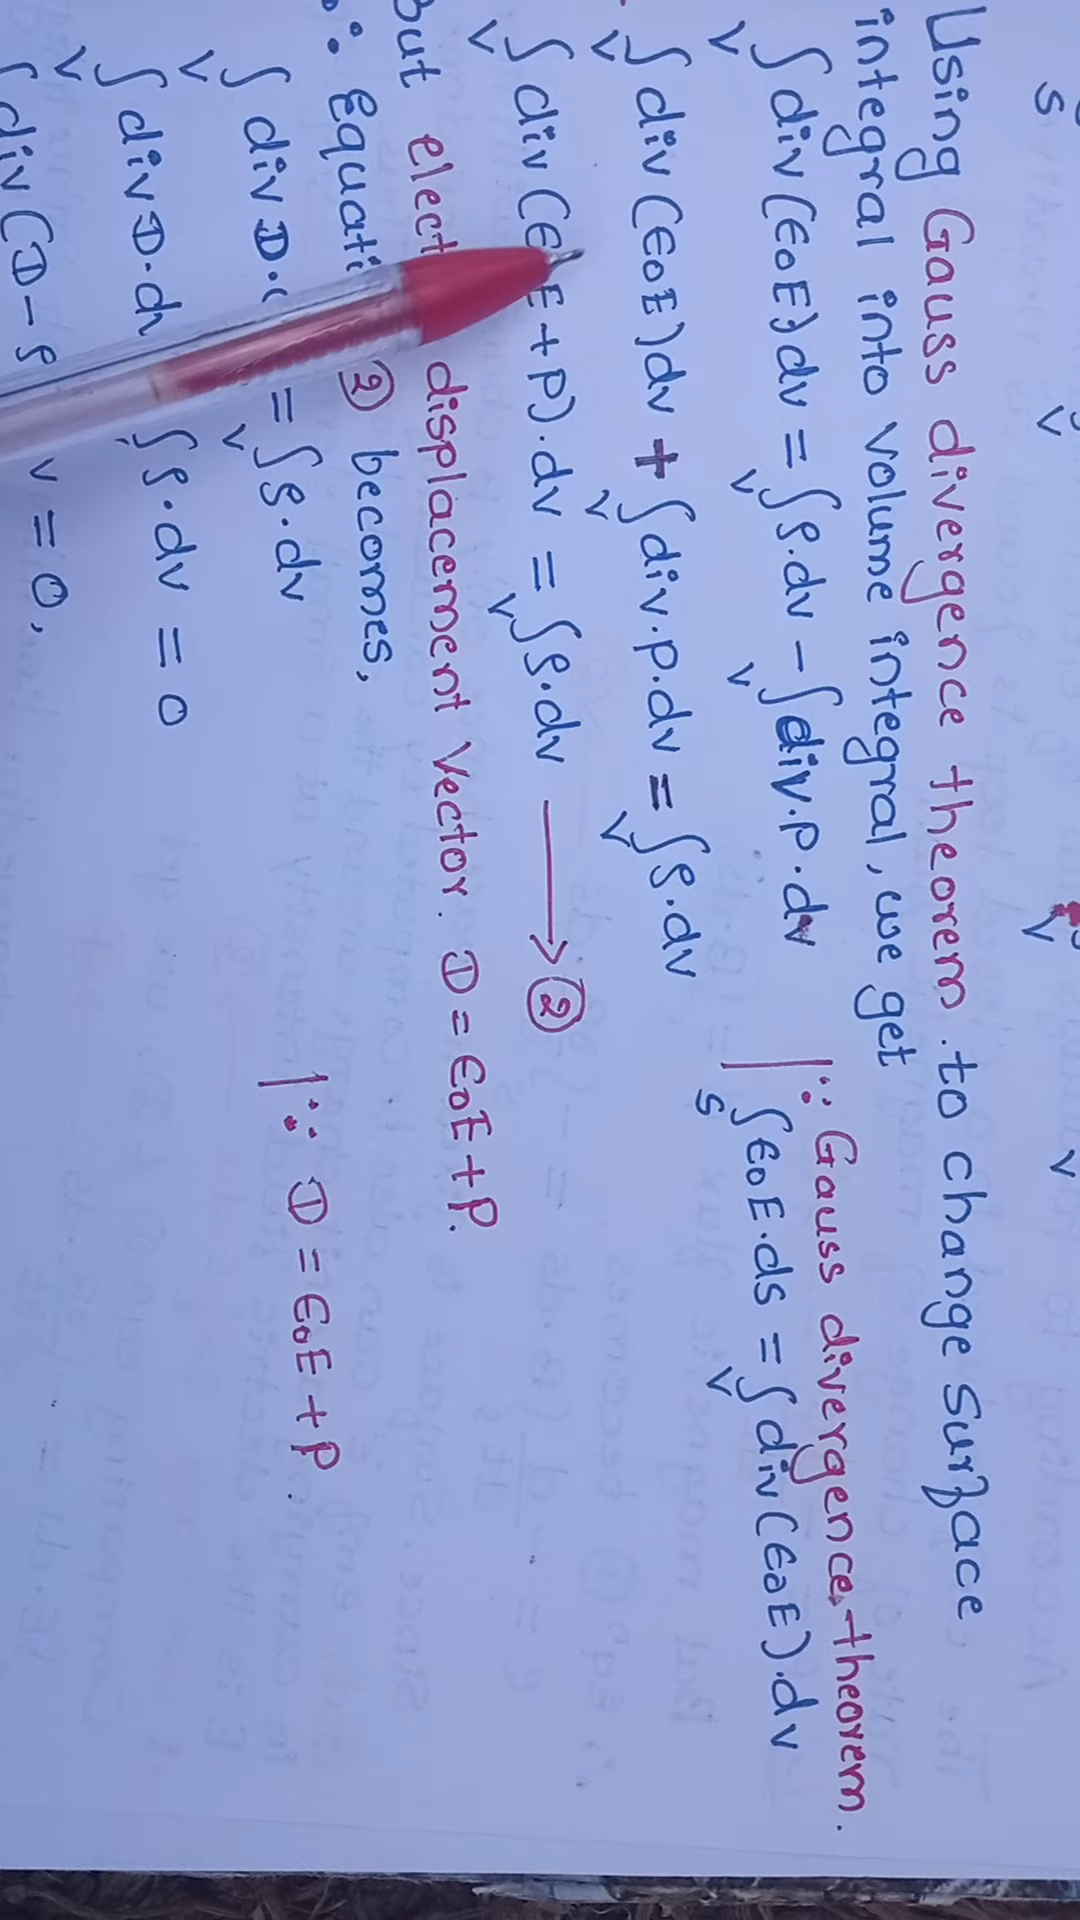 S V V V
Using Gauss divergence theorem. to change surface
integral into volume integral, we get
∫ᵥ div(ϵ₀E)dv = ∫ᵥ ρ.dv − ∫ᵥ div.P.dv
|∵ Gauss divergence theorem.
∫ₛ ϵ₀E.ds = ∫ᵥ div(ϵ₀E).dv
∫ᵥ div(ϵ₀E)dv + ∫ᵥ div.P.dv = ∫ᵥ ρ.dv
∫ᵥ div(ϵ E+P).dv = ∫ᵥ ρ.dv ⟶ ②
But elect displacement vector. D = ϵ₀E+P.
∴ Equati ② becomes,
∫ᵥ div D. = ∫ᵥ ρ.dv |∵ D = ϵ₀E+P.
∫ᵥ div D.dv ∫ρ.dv = 0
∫ᵥ div(D−ρ v = 0,